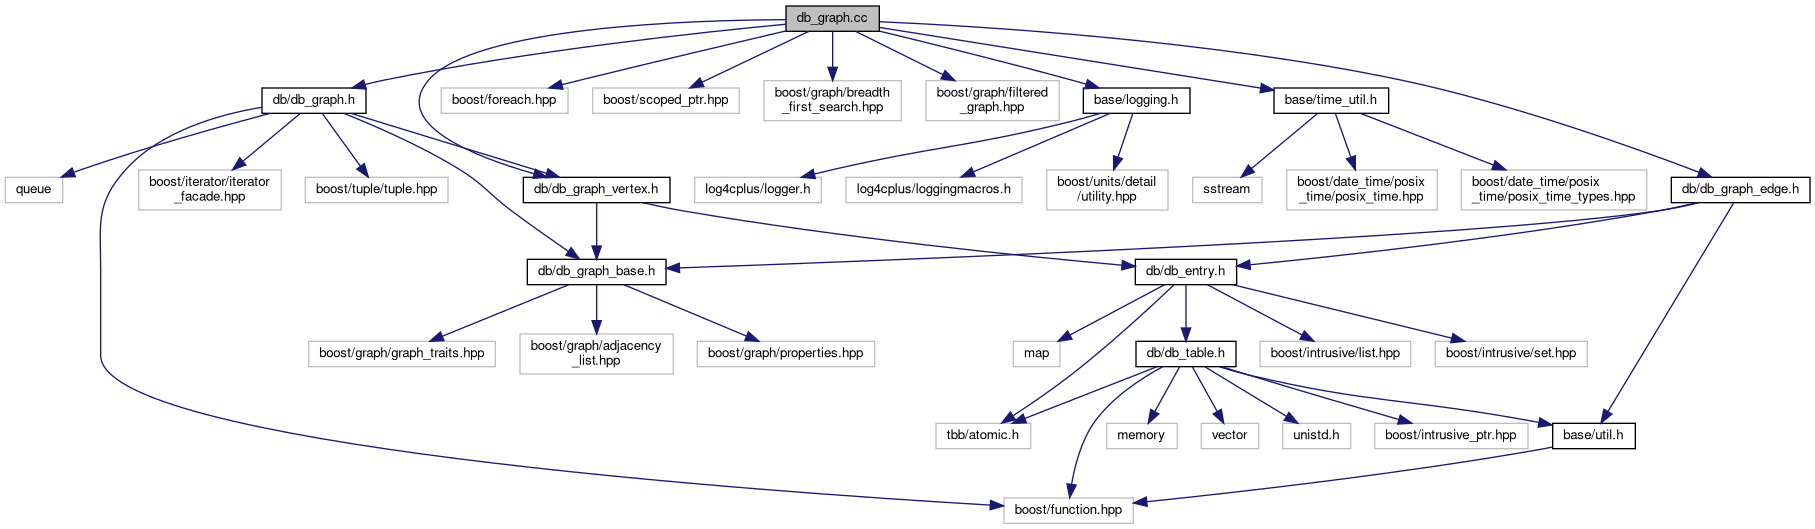 db_graph.cc
db/db_graph.h
boost/foreach.hpp
boost/scoped_ptr.hpp
boost/graph/breadth
_first_search.hpp
boost/graph/filtered
_graph.hpp
base/logging.h
base/time_util.h
queue
boost/iterator/iterator
_facade.hpp
boost/tuple/tuple.hpp
db/db_graph_vertex.h
log4cplus/logger.h
log4cplus/loggingmacros.h
boost/units/detail
/utility.hpp
sstream
boost/date_time/posix
_time/posix_time.hpp
boost/date_time/posix
_time/posix_time_types.hpp
db/db_graph_edge.h
db/db_graph_base.h
db/db_entry.h
boost/graph/graph_traits.hpp
boost/graph/adjacency
_list.hpp
boost/graph/properties.hpp
map
db/db_table.h
boost/intrusive/list.hpp
boost/intrusive/set.hpp
tbb/atomic.h
memory
vector
unistd.h
boost/intrusive_ptr.hpp
base/util.h
boost/function.hpp